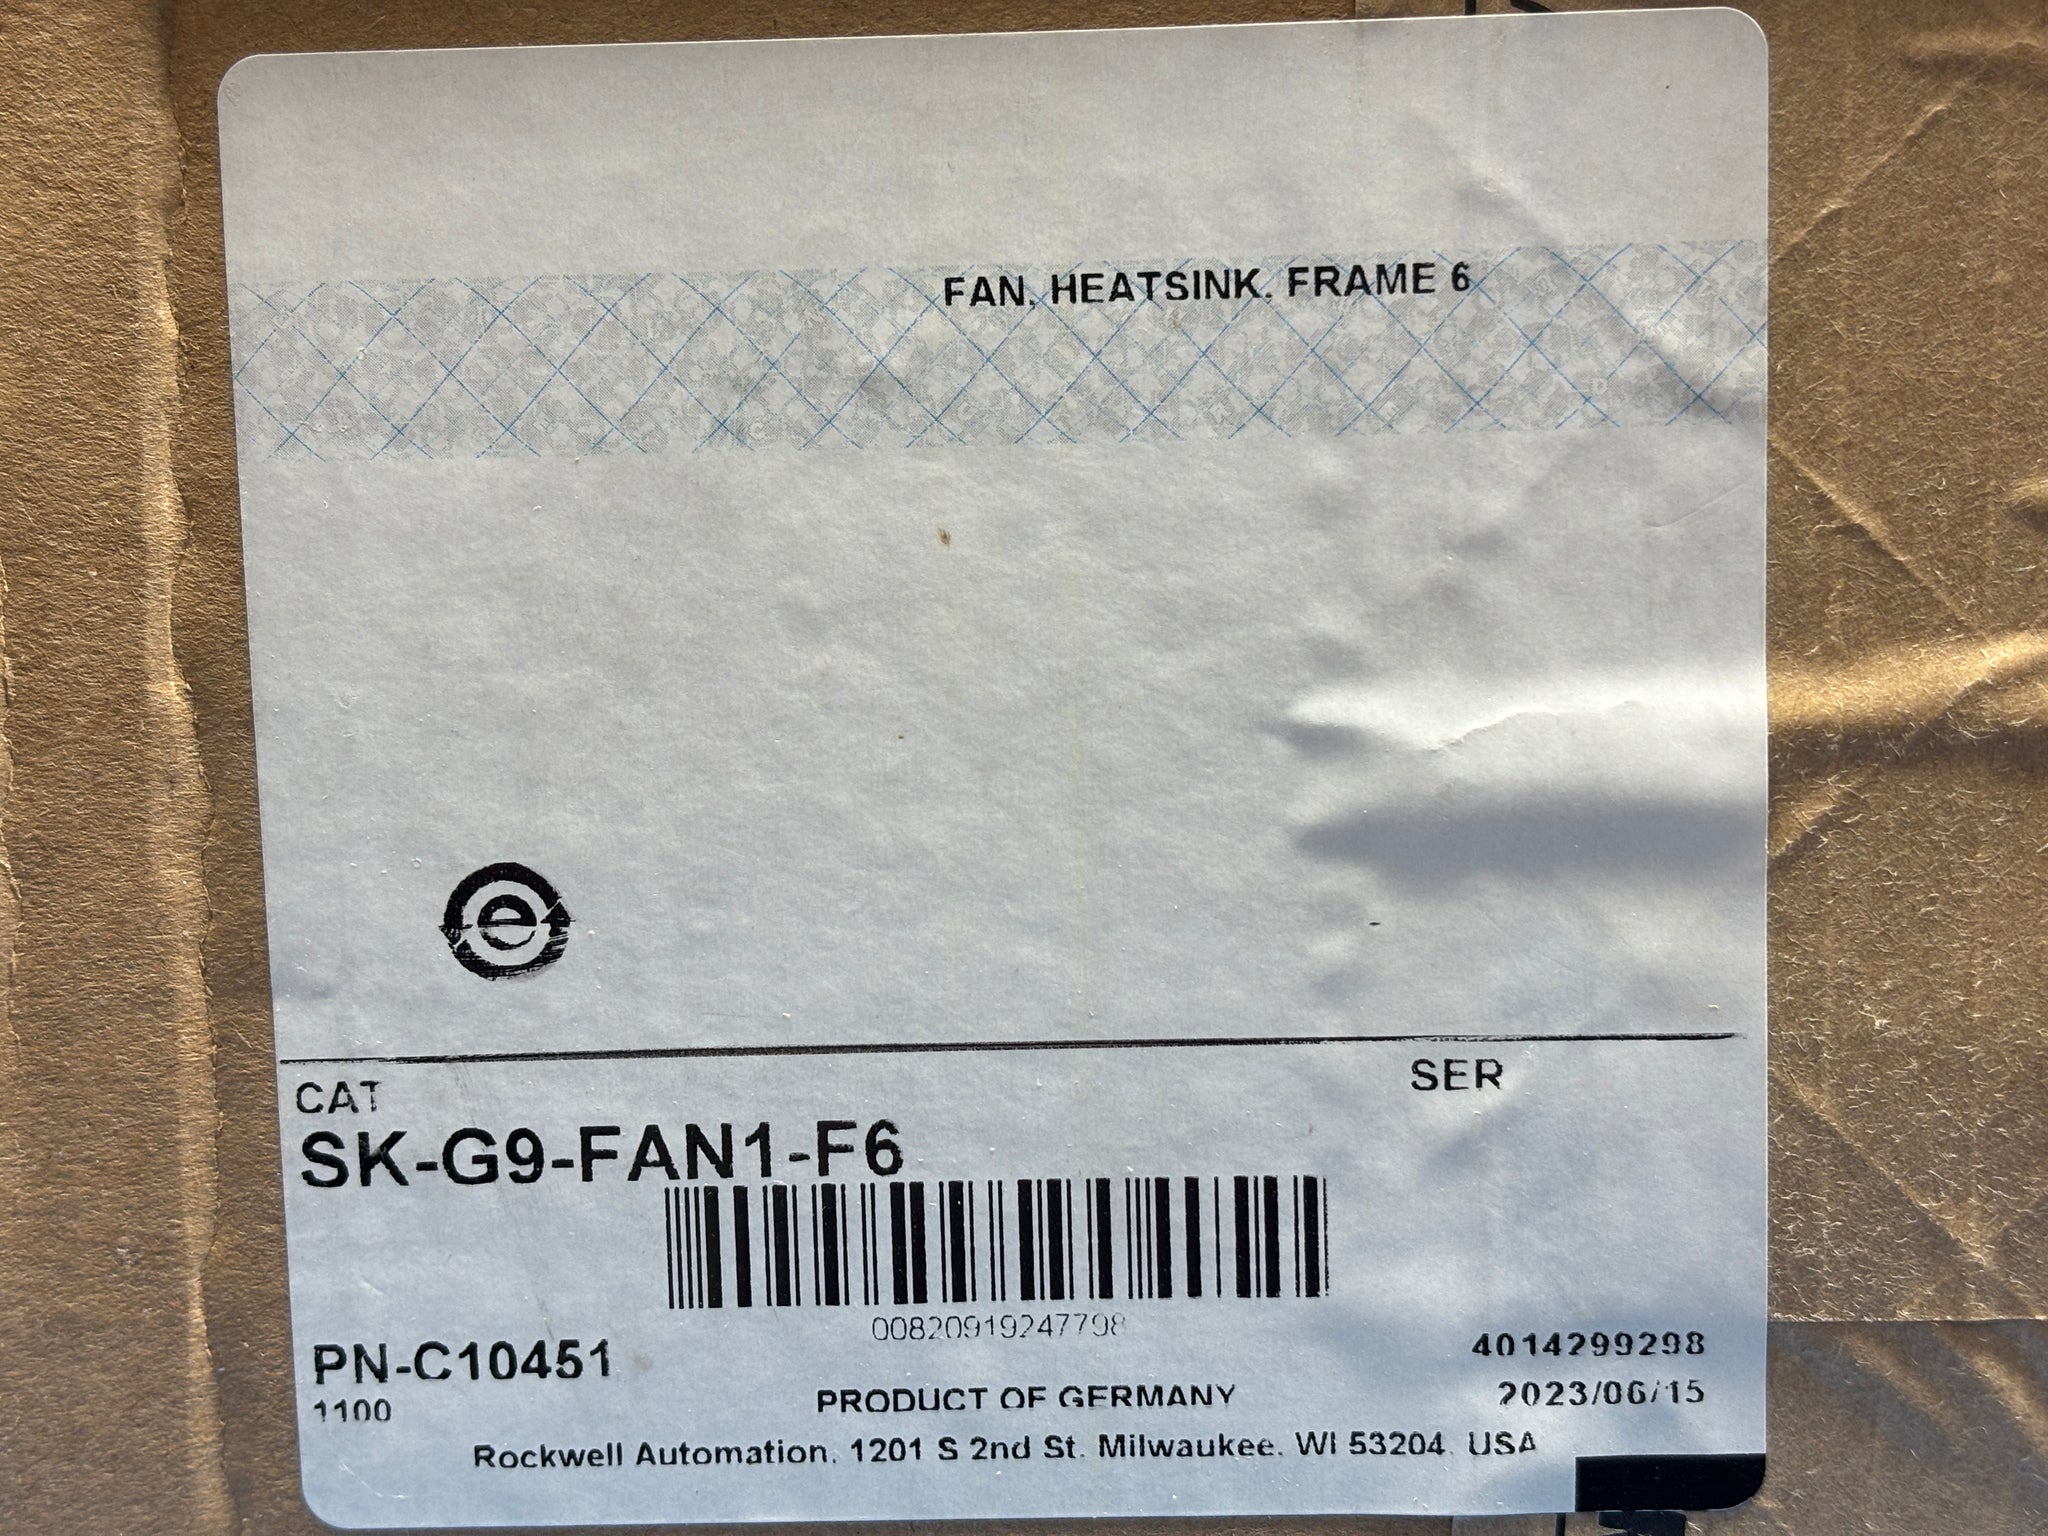 FAN, HEATSINK, FRAME 6
e
CAT
SER
SK-G9-FAN1-F6
00820919247798
PN-C10451
4014299298
1100
PRODUCT OF GERMANY
2023/06/15
Rockwell Automation, 1201 S 2nd St. Milwaukee, WI 53204, USA